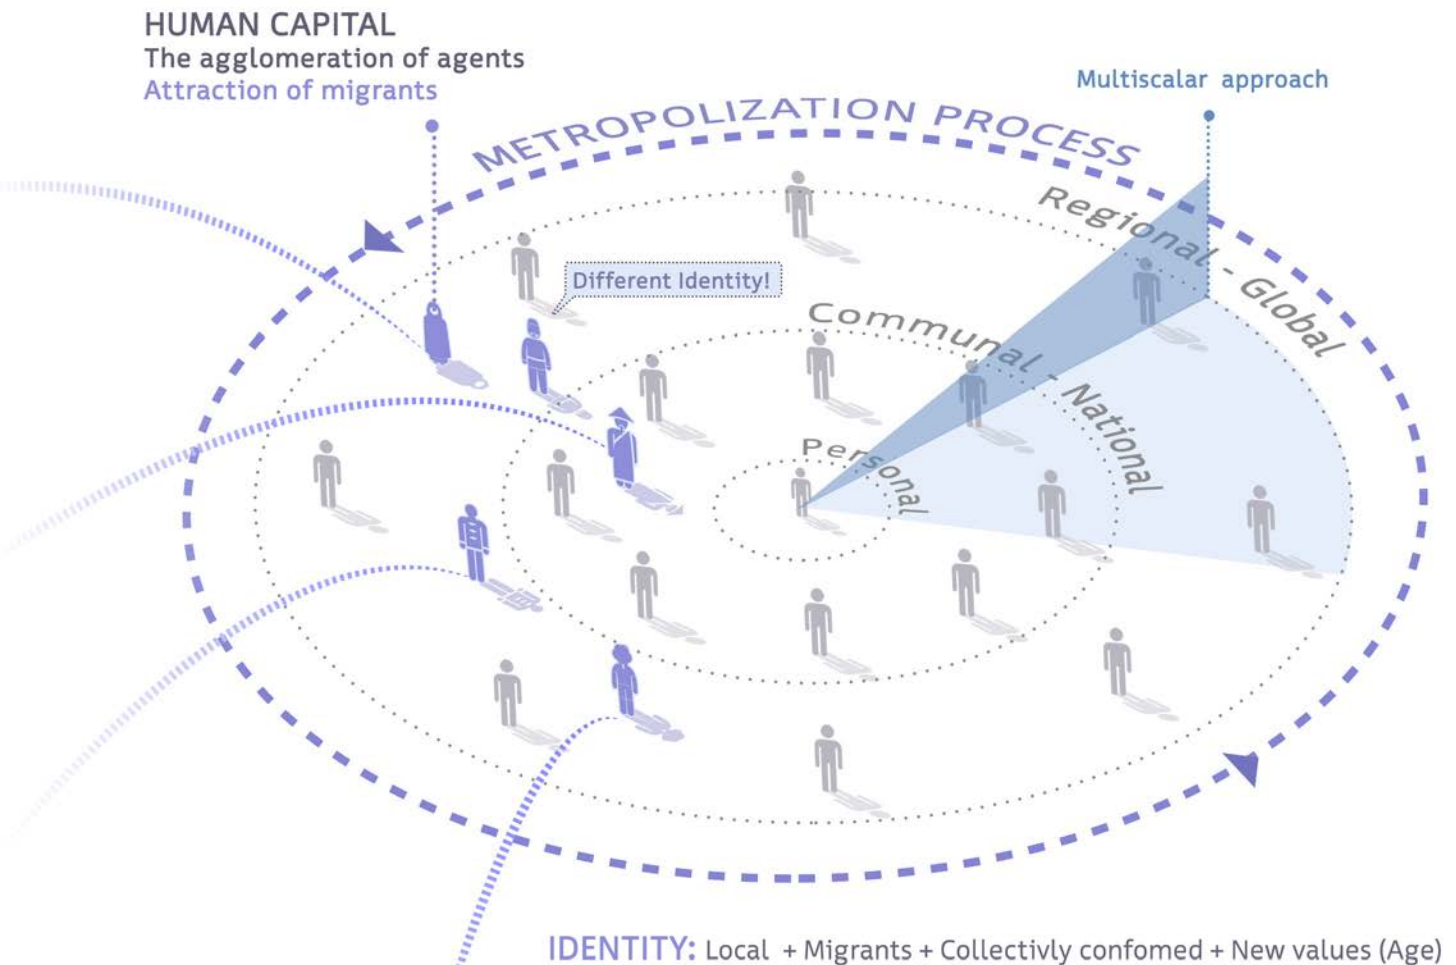 HUMAN CAPITAL
The agglomeration of agents
Attraction of migrants
Multiscalar approach
METROPOLIZATION PROCESS
Regional - Global
Different Identity!
Communal - National
Personal
IDENTITY: Local + Migrants + Collectivly confomed + New values (Age)